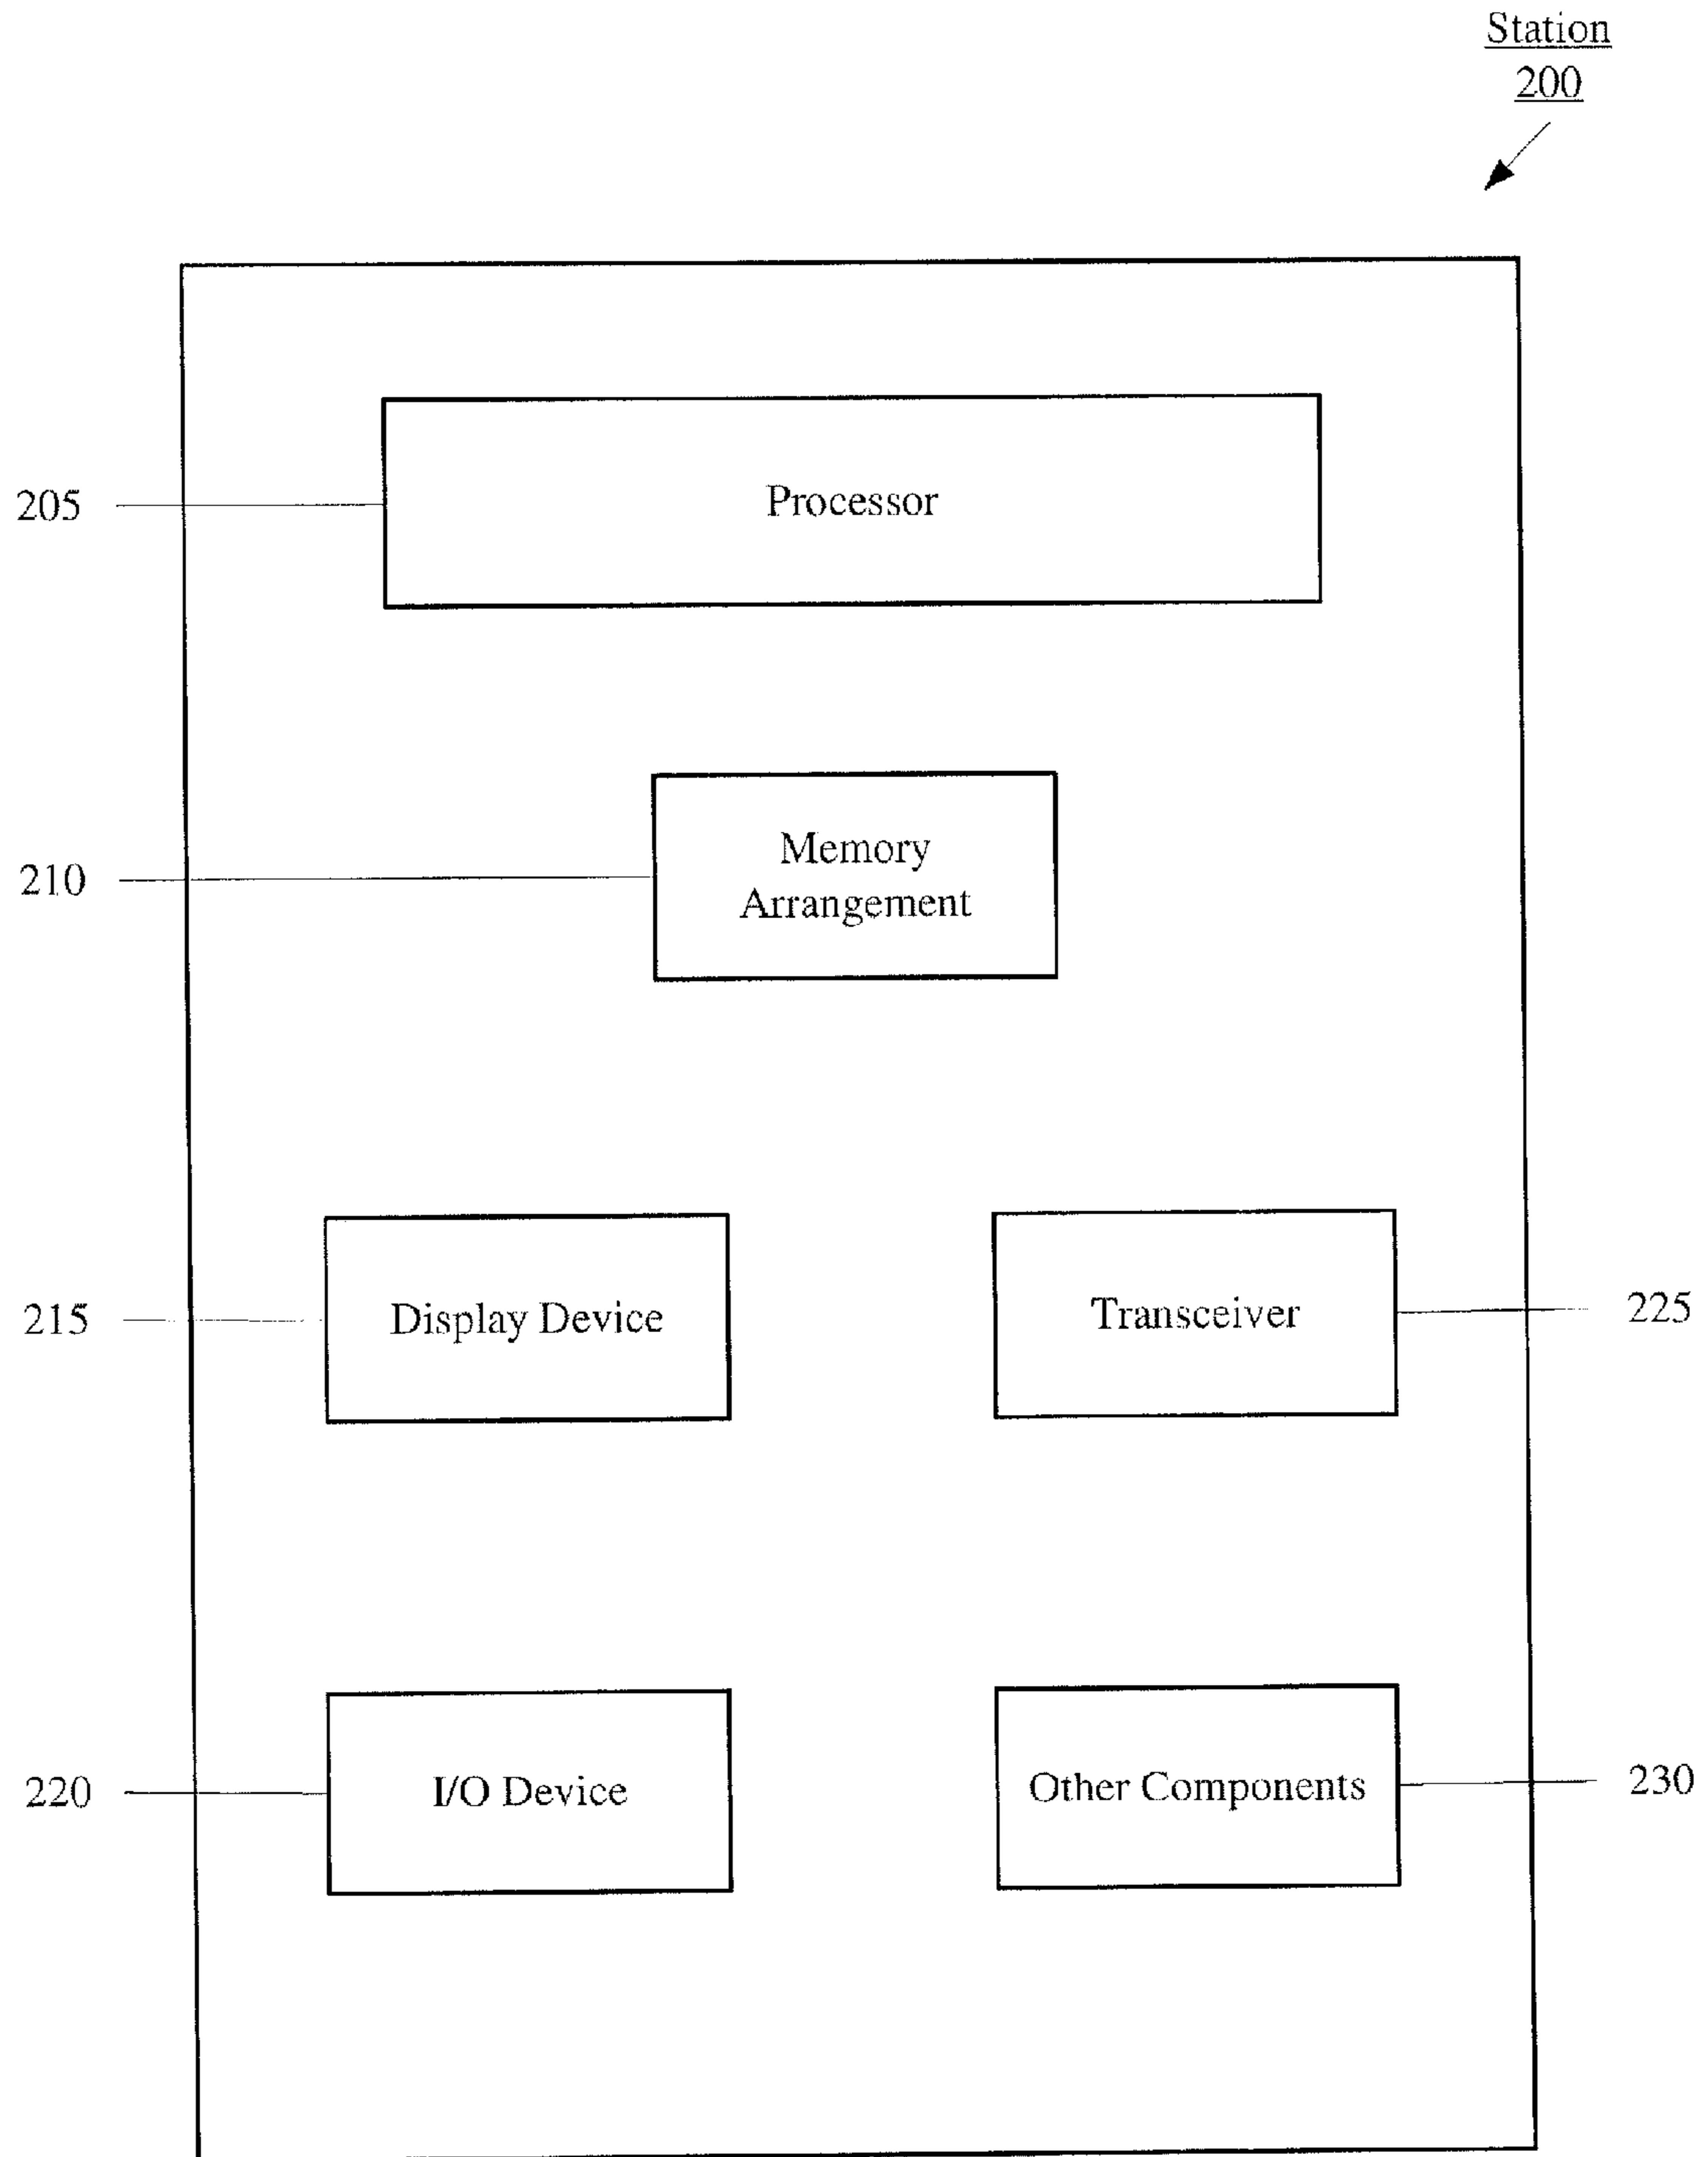 Station
200
205
Processor
210
Memory
Arrangement
215
Display Device
Transceiver
225
220
I/O Device
Other Components
230